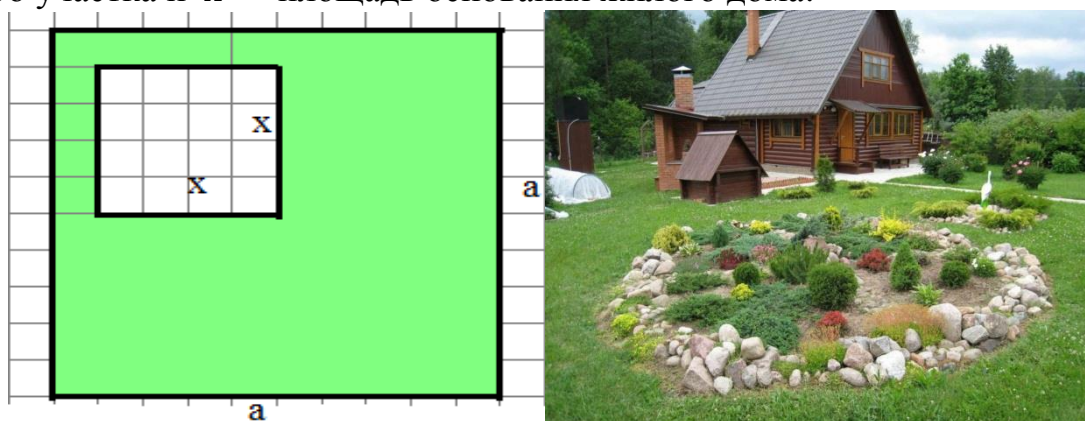 участка и х — площадь основания жилого дома.
x
x
a
a